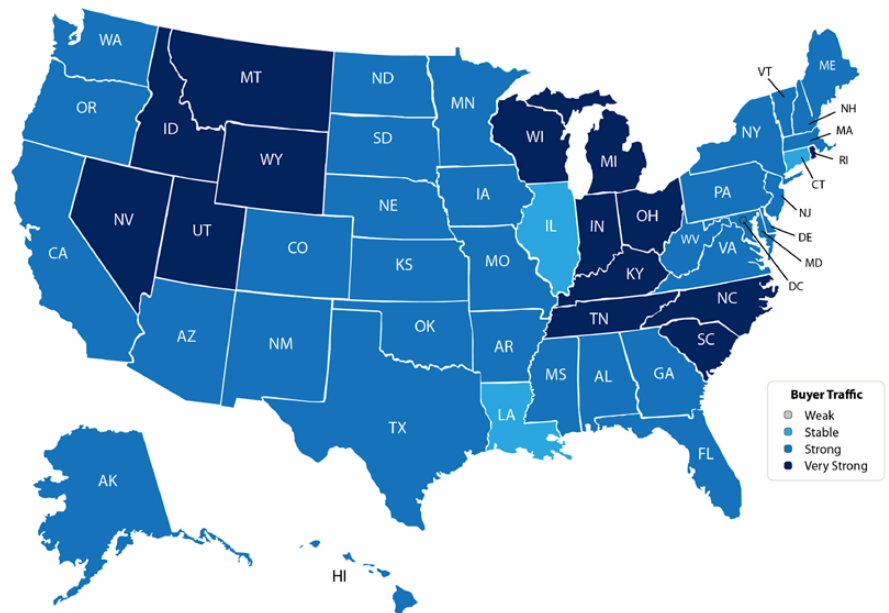 WA
MT
ND
MN
VT
ME
OR
ID
SD
WI
MI
NY
NH
MA
RI
CT
WY
IA
PA
NJ
NV
UT
NE
IL
IN
OH
DE
MD
DC
CA
CO
KS
MO
WV
VA
KY
NC
TN
SC
AZ
NM
OK
AR
MS
AL
GA
TX
LA
FL
Buyer Traffic
Weak
Stable
Strong
Very Strong
AK
HI